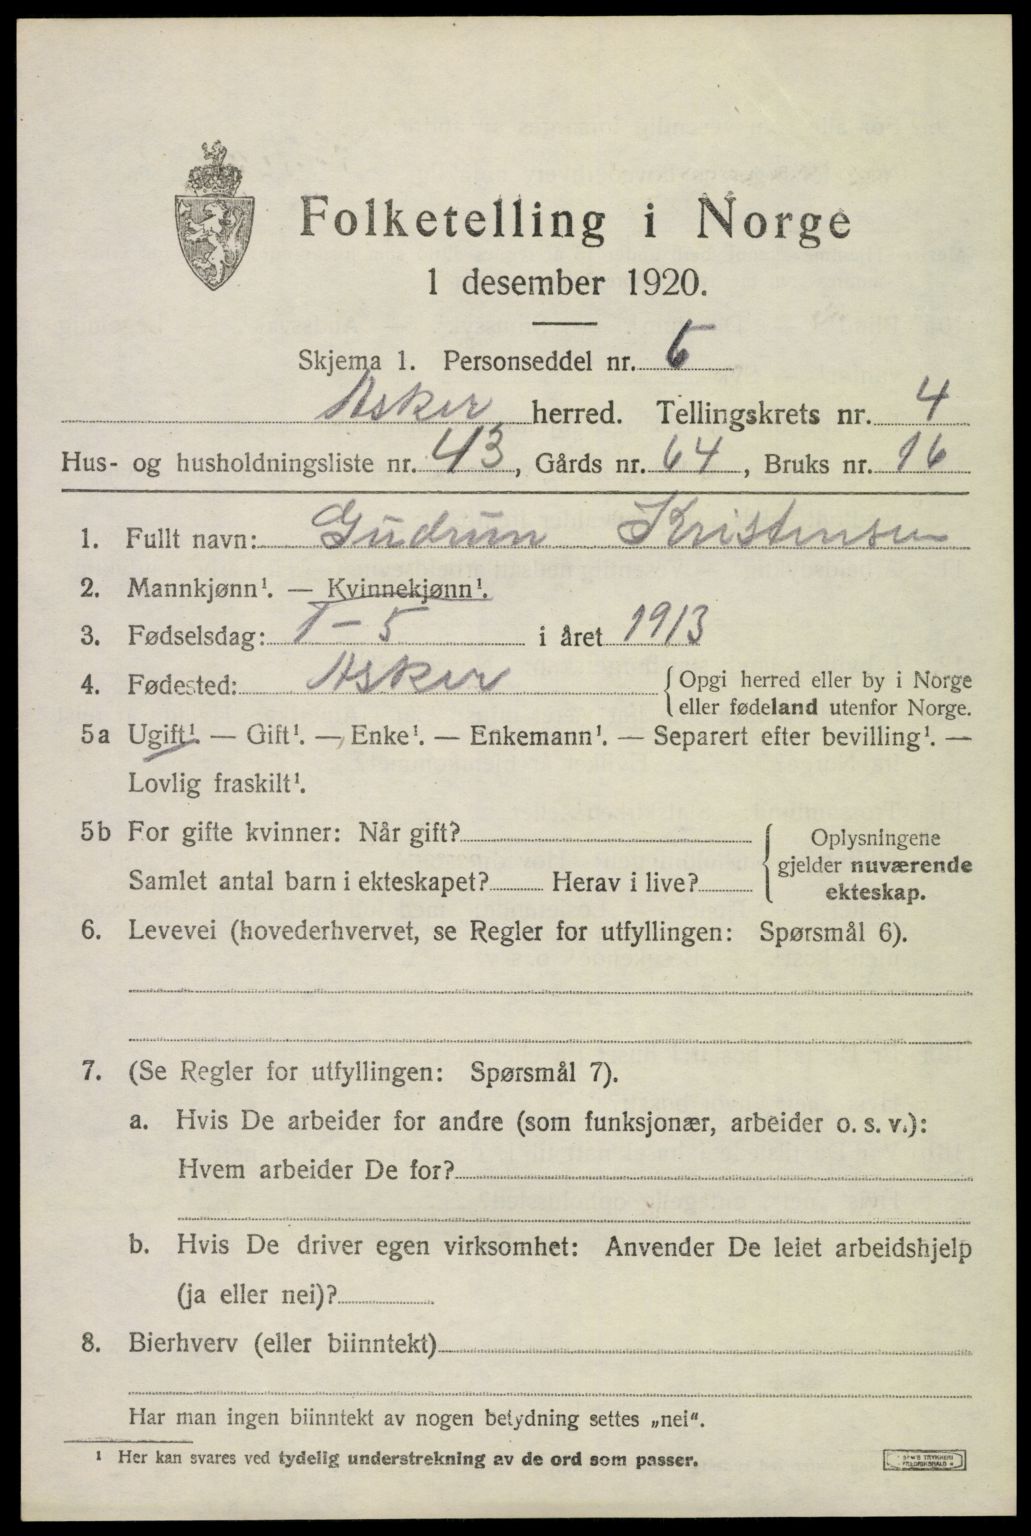 Folketelling i Norge
1 desember 1920.
Skjema 1. Personseddel nr.
Asker herred. Tellingskrets nr. 4
Hus- og husholdningsliste nr. 43, Gårds nr. 64, Bruks nr. 16
1. Fullt navn: Gudrun Kristensen
2. Mannkjønn¹. — Kvinnekjønn¹.
3. Fødselsdag: - 5 i året 1913
4. Fødested: Asker {Opgi herred eller by i Norge
eller fødeland utenfor Norge.
5a Ugift¹ — Gift¹. — Enke¹. — Enkemann¹. — Separert efter bevilling¹. —
Lovlig fraskilt¹.
5b For gifte kvinner: Når gift?
Samlet antal barn i ekteskapet? Herav i live?
{Oplysningene
gjelder nuværende
ekteskap.
6. Levevei (hovederhvervet, se Regler for utfyllingen: Spørsmål 6).
7. (Se Regler for utfyllingen: Spørsmål 7).
a. Hvis De arbeider for andre (som funksjonær, arbeider o. s. v.):
Hvem arbeider De for?
b. Hvis De driver egen virksomhet: Anvender De leiet arbeidshjelp
(ja eller nei)?
8. Bierhverv (eller biinntekt)
Har man ingen biinntekt av nogen betydning settes „nei".
¹ Her kan svares ved tydelig understrekning av de ord som passer.